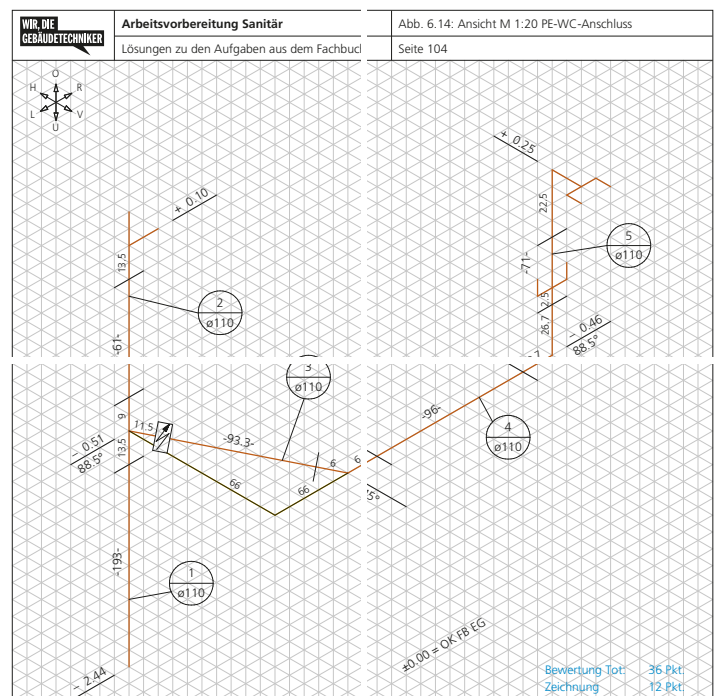 WIR, DIE
GEBÄUDETECHNIKER
Arbeitsvorbereitung Sanitär
Lösungen zu den Aufgaben aus dem Fachbuch
Abb. 6.14: Ansicht M 1:20 PE-WC-Anschluss
Seite 104
O
H R
L V
U
+ 0.10
13.5
2
ø110
-61-
+ 0.25
22.5
5
ø110
-71-
2.5
26.7
- 0.46
88.5°
3
ø110
9
11.5
-93.3-
- 0.51
88.5°
13.5
6
66
66
-193-
1
ø110
- 2.44
-96-
4
ø110
6
±0.00 = OK FB EG
Bewertung Tot. 36 Pkt.
Zeichnung 12 Pkt.